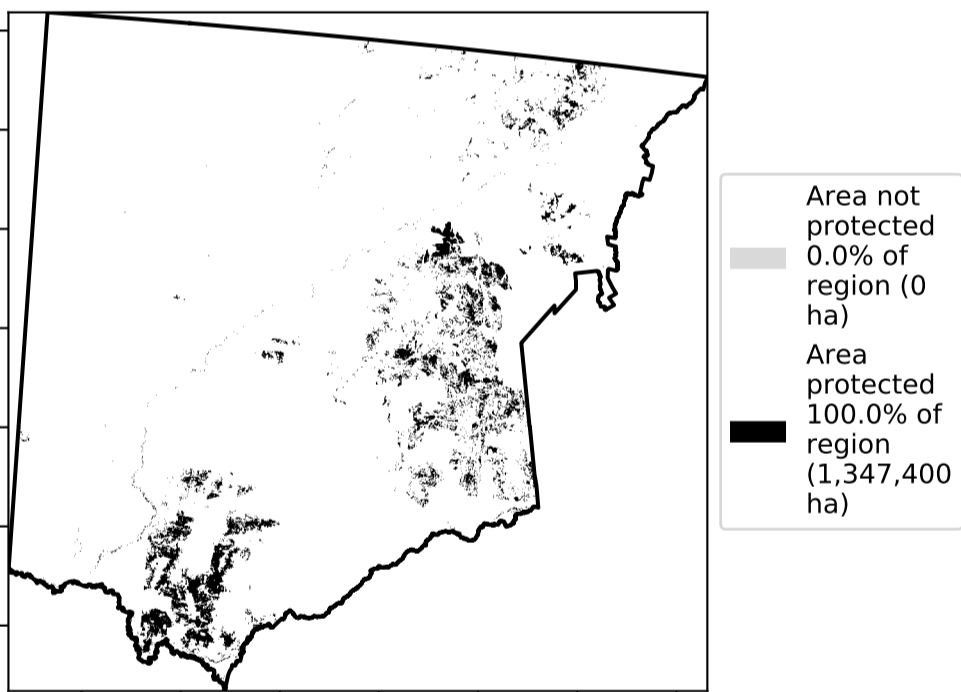 Area not
protected
0.0% of
region (0
ha)
Area
protected
100.0% of
region
(1,347,400
ha)